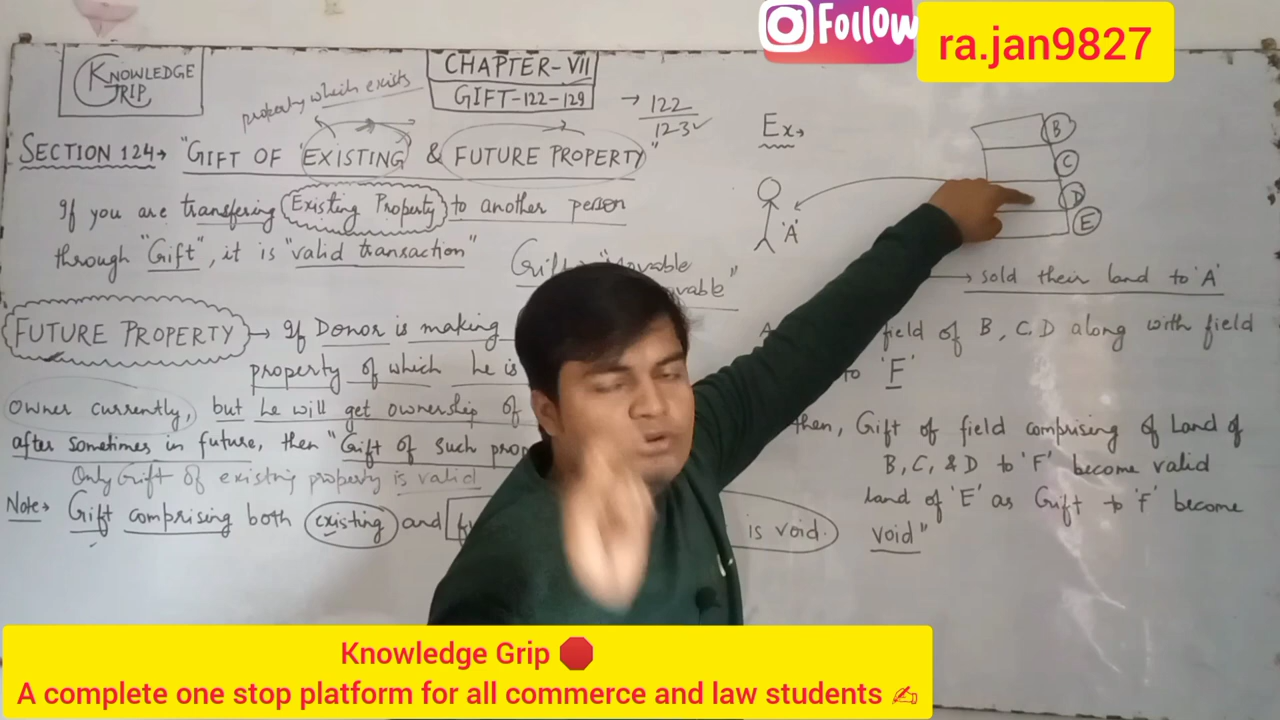 Follow
ra.jan9827
KNOWLEDGE
GRIP
CHAPTER-VII
GIFT-122-129
→ 122
123✓
property which exists
SECTION 124→ "GIFT OF EXISTING & FUTURE PROPERTY"
If you are transfering Existing Property to another person
through "Gift", it is "valid transaction"
Gift
Movable
ovable"
FUTURE PROPERTY → If Donor is making
property of which he is
owner currently, but he will get ownership of
after sometimes in future, then "Gift of such prop
Only Gift of existing property is valid
Note→ Gift comprising both existing and
is void.
Ex→
B
C
D
E
'A'
→ sold their land to 'A'
A
field of B, C, D along with field
to 'F'
then, Gift of field comprising of Land of
B, C, & D to 'F' become valid
land of 'E' as Gift to 'F' become
void"
Knowledge Grip 🛑
A complete one stop platform for all commerce and law students ✍